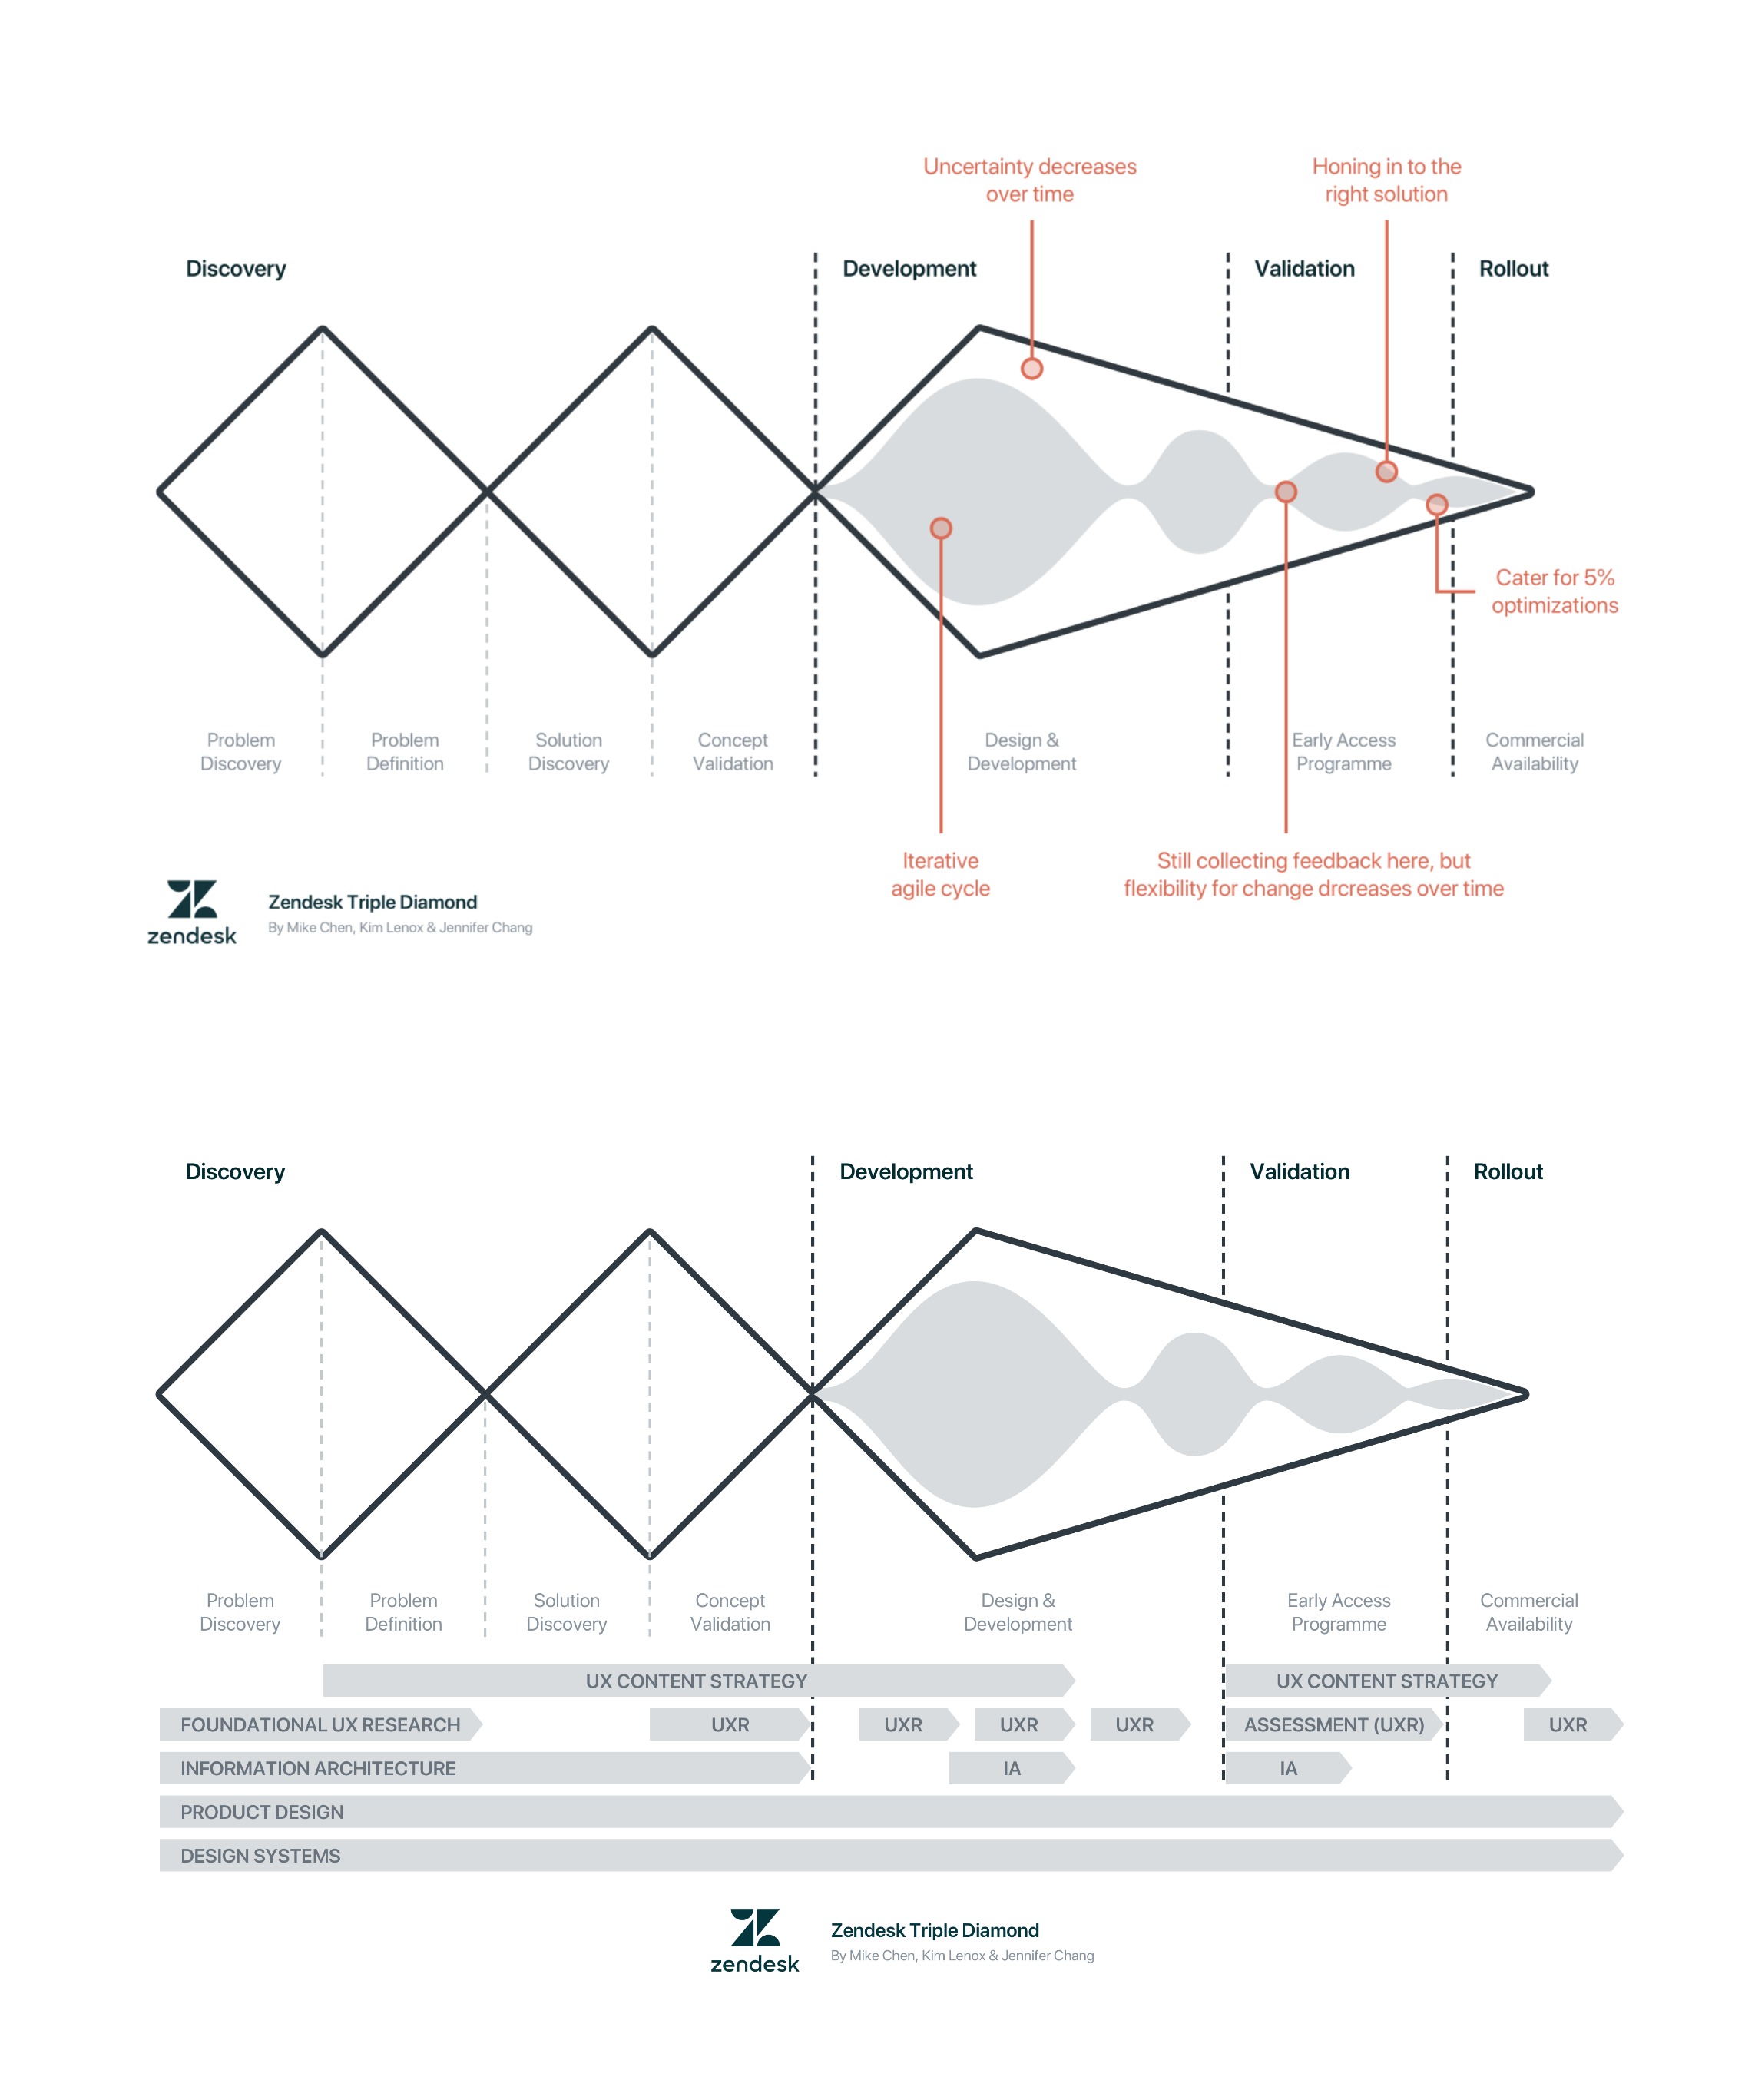 Uncertainty decreases
over time
Honing in to the
right solution
Discovery
Development
Validation
Rollout
Cater for 5%
optimizations
Problem
Discovery
Problem
Definition
Solution
Discovery
Concept
Validation
Design &
Development
Early Access
Programme
Commercial
Availability
Iterative
agile cycle
Still collecting feedback here, but
flexibility for change drcreases over time
zendesk
Zendesk Triple Diamond
By Mike Chen, Kim Lenox & Jennifer Chang
Discovery
Development
Validation
Rollout
Problem
Discovery
Problem
Definition
Solution
Discovery
Concept
Validation
Design &
Development
Early Access
Programme
Commercial
Availability
UX CONTENT STRATEGY
UX CONTENT STRATEGY
FOUNDATIONAL UX RESEARCH
UXR
UXR
UXR
UXR
ASSESSMENT (UXR)
UXR
INFORMATION ARCHITECTURE
IA
IA
PRODUCT DESIGN
DESIGN SYSTEMS
zendesk
Zendesk Triple Diamond
By Mike Chen, Kim Lenox & Jennifer Chang